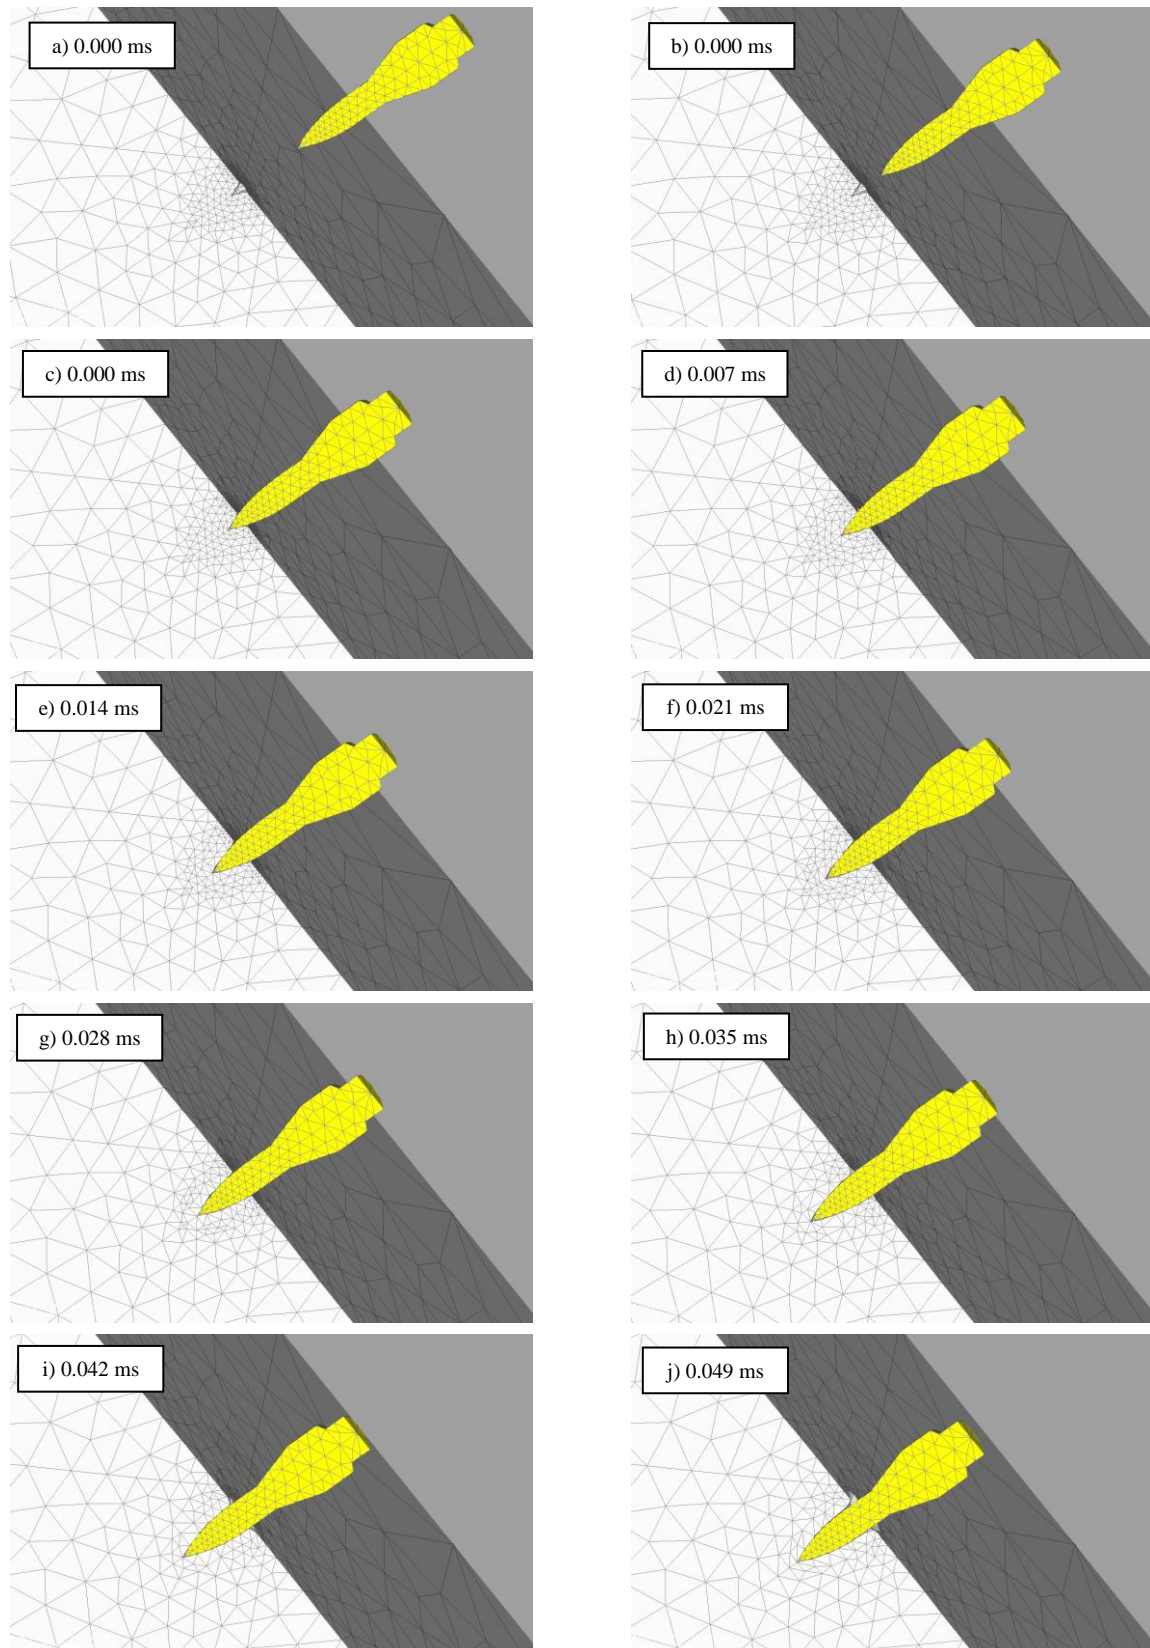 a) 0.000 ms
b) 0.000 ms
c) 0.000 ms
d) 0.007 ms
e) 0.014 ms
f) 0.021 ms
g) 0.028 ms
h) 0.035 ms
i) 0.042 ms
j) 0.049 ms